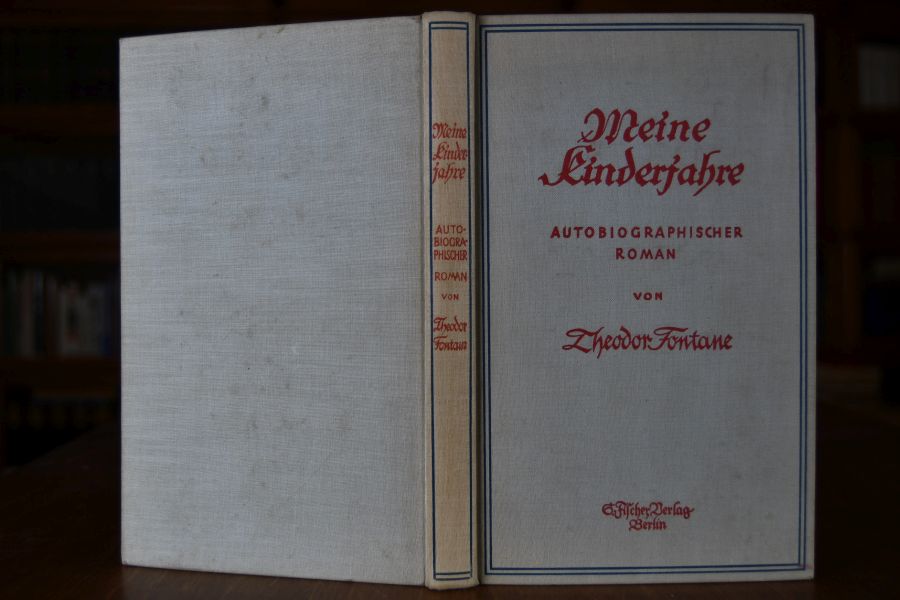 Meine
Kinder-
jahre
AUTO-
BIOGRA-
PHISCHER
ROMAN
VON
Theodor
Fontane
Meine
Kinderjahre
AUTOBIOGRAPHISCHER
ROMAN
VON
Theodor Fontane
S. Fischer, Verlag
Berlin